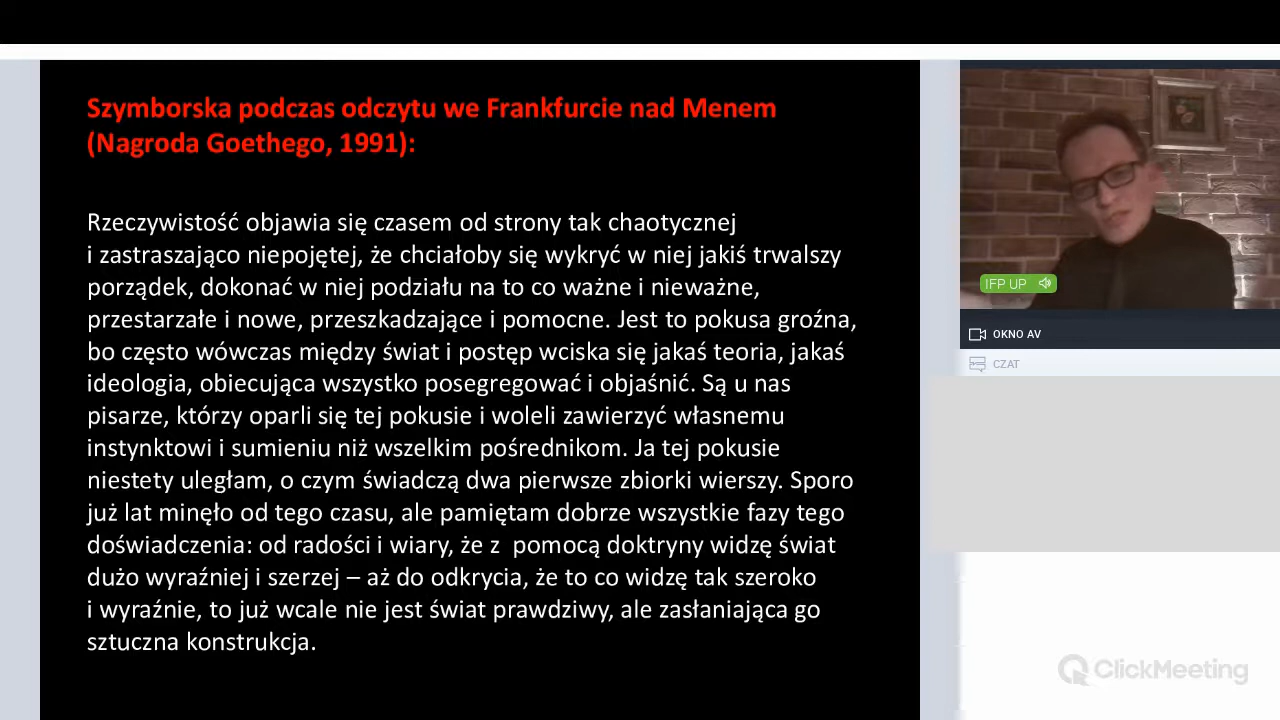 Szymborska podczas odczytu we Frankfurcie nad Menem
(Nagroda Goethego, 1991):
Rzeczywistość objawia się czasem od strony tak chaotycznej
i zastraszająco niepojętej, że chciałoby się wykryć w niej jakiś trwalszy
porządek, dokonać w niej podziału na to co ważne i nieważne,
przestarzałe i nowe, przeszkadzające i pomocne. Jest to pokusa groźna,
bo często wówczas między świat i postęp wciska się jakaś teoria, jakaś
ideologia, obiecująca wszystko posegregować i objaśnić. Są u nas
pisarze, którzy oparli się tej pokusie i woleli zawierzyć własnemu
instynktowi i sumieniu niż wszelkim pośrednikom. Ja tej pokusie
niestety uległam, o czym świadczą dwa pierwsze zbiorki wierszy. Sporo
już lat minęło od tego czasu, ale pamiętam dobrze wszystkie fazy tego
doświadczenia: od radości i wiary, że z  pomocą doktryny widzę świat
dużo wyraźniej i szerzej – aż do odkrycia, że to co widzę tak szeroko
i wyraźnie, to już wcale nie jest świat prawdziwy, ale zasłaniająca go
sztuczna konstrukcja.
IFP UP
OKNO AV
CZAT
ClickMeeting